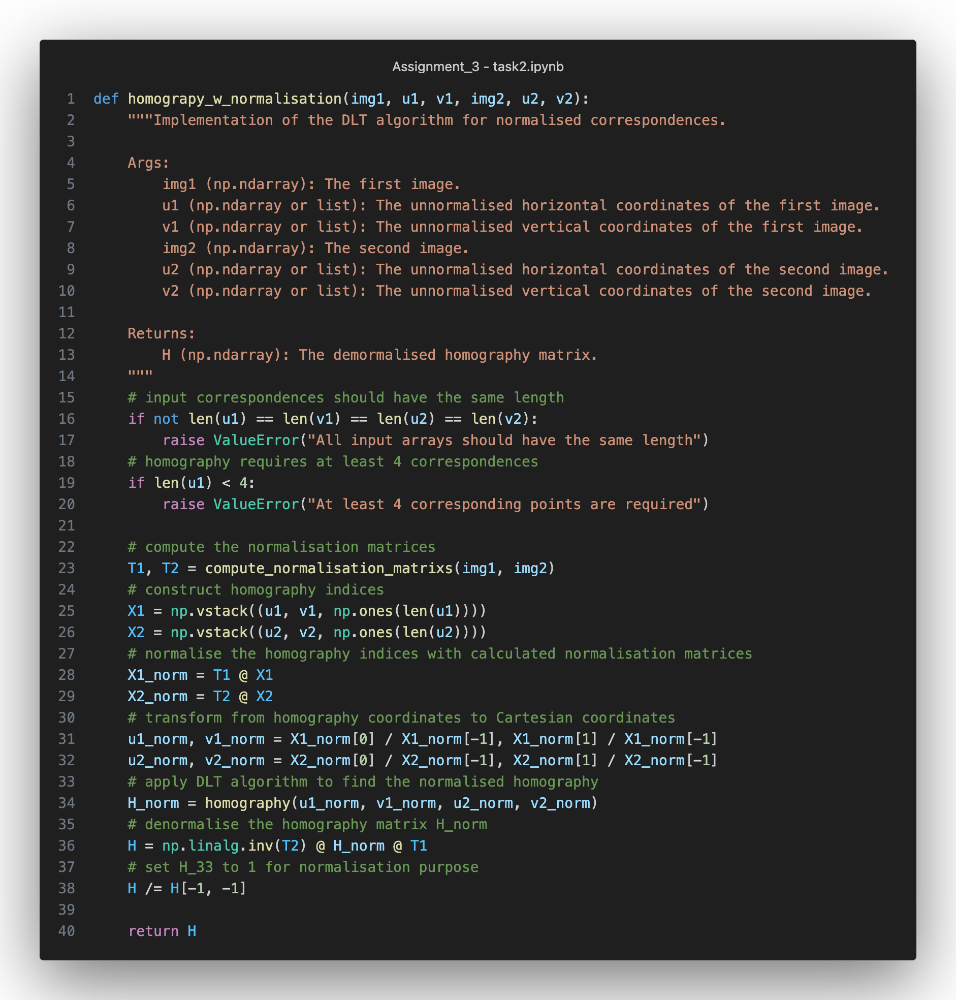 Assignment_3 - task2.ipynb
1 def homograpy_w_normalisation(img1, u1, v1, img2, u2, v2):
2     """Implementation of the DLT algorithm for normalised correspondences.
3
4     Args:
5         img1 (np.ndarray): The first image.
6         u1 (np.ndarray or list): The unnormalised horizontal coordinates of the first image.
7         v1 (np.ndarray or list): The unnormalised vertical coordinates of the first image.
8         img2 (np.ndarray): The second image.
9         u2 (np.ndarray or list): The unnormalised horizontal coordinates of the second image.
10         v2 (np.ndarray or list): The unnormalised vertical coordinates of the second image.
11
12     Returns:
13         H (np.ndarray): The demormalised homography matrix.
14     """
15     # input correspondences should have the same length
16     if not len(u1) == len(v1) == len(u2) == len(v2):
17         raise ValueError("All input arrays should have the same length")
18     # homography requires at least 4 correspondences
19     if len(u1) < 4:
20         raise ValueError("At least 4 corresponding points are required")
21
22     # compute the normalisation matrices
23     T1, T2 = compute_normalisation_matrixs(img1, img2)
24     # construct homography indices
25     X1 = np.vstack((u1, v1, np.ones(len(u1))))
26     X2 = np.vstack((u2, v2, np.ones(len(u2))))
27     # normalise the homography indices with calculated normalisation matrices
28     X1_norm = T1 @ X1
29     X2_norm = T2 @ X2
30     # transform from homography coordinates to Cartesian coordinates
31     u1_norm, v1_norm = X1_norm[0] / X1_norm[-1], X1_norm[1] / X1_norm[-1]
32     u2_norm, v2_norm = X2_norm[0] / X2_norm[-1], X2_norm[1] / X2_norm[-1]
33     # apply DLT algorithm to find the normalised homography
34     H_norm = homography(u1_norm, v1_norm, u2_norm, v2_norm)
35     # denormalise the homography matrix H_norm
36     H = np.linalg.inv(T2) @ H_norm @ T1
37     # set H_33 to 1 for normalisation purpose
38     H /= H[-1, -1]
39
40     return H